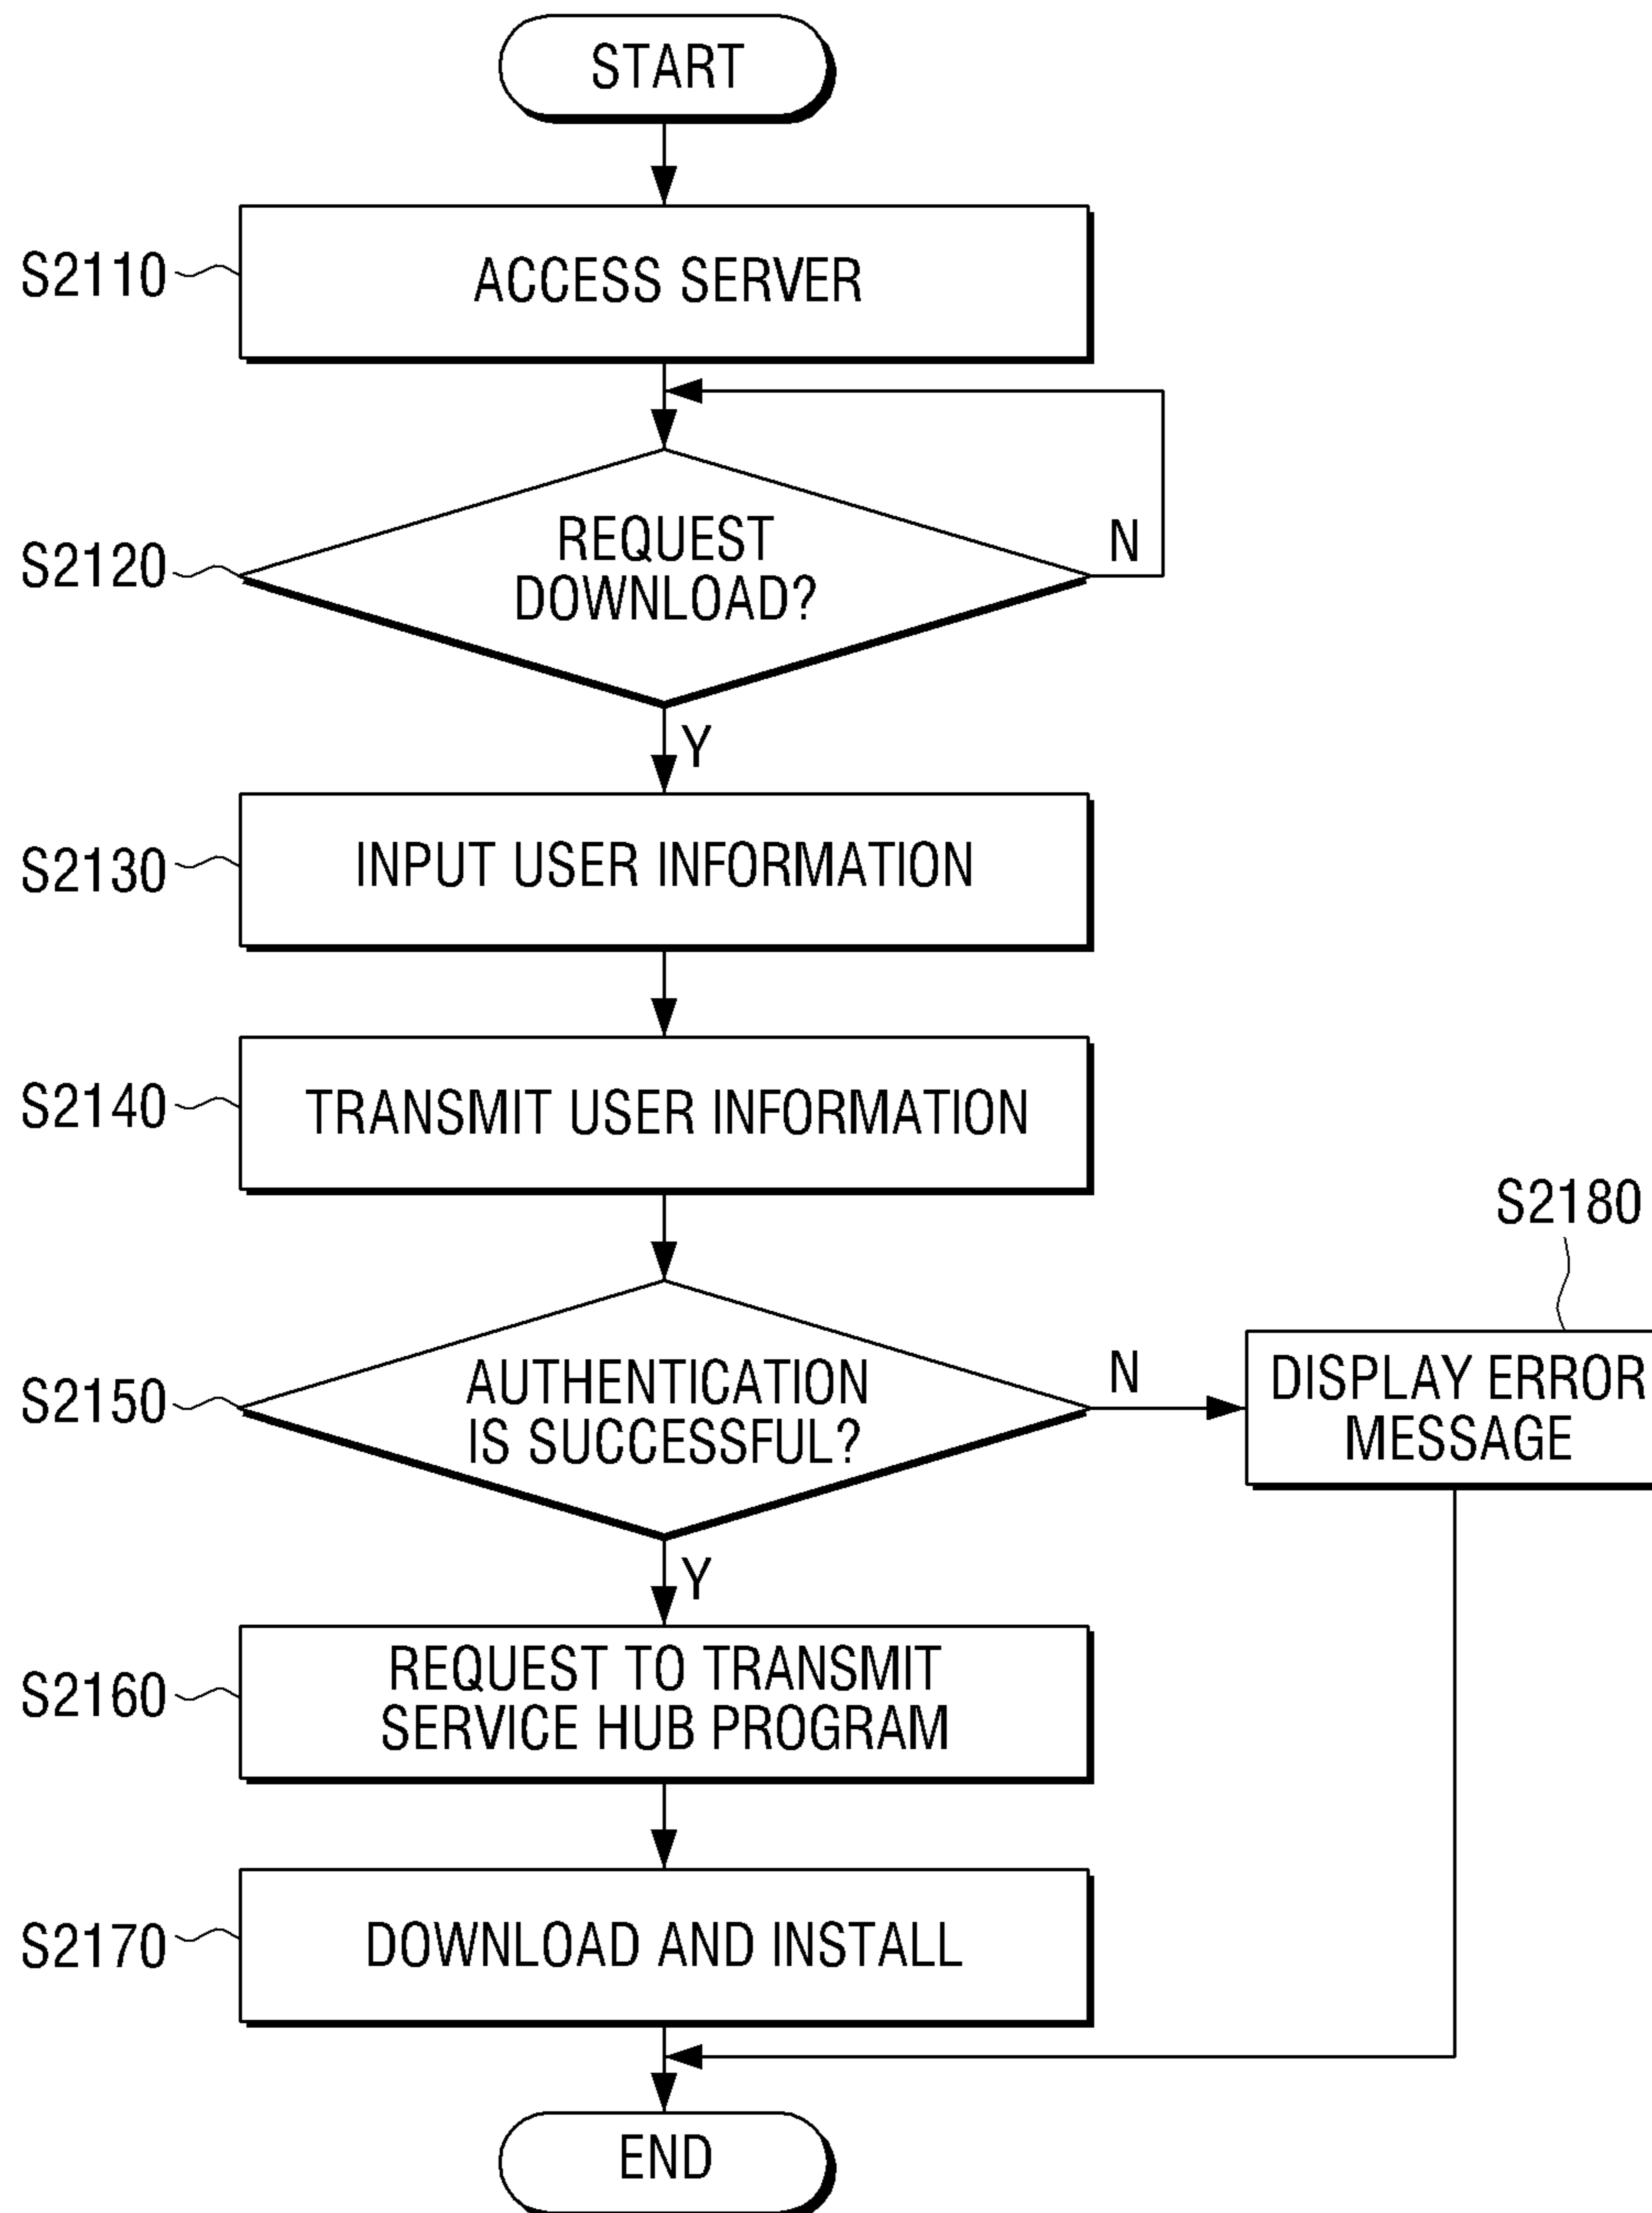 START
S2110
ACCESS SERVER
S2120
REQUEST
DOWNLOAD?
N
Y
S2130
INPUT USER INFORMATION
S2140
TRANSMIT USER INFORMATION
S2180
S2150
AUTHENTICATION
IS SUCCESSFUL?
N
DISPLAY ERROR
MESSAGE
Y
S2160
REQUEST TO TRANSMIT
SERVICE HUB PROGRAM
S2170
DOWNLOAD AND INSTALL
END